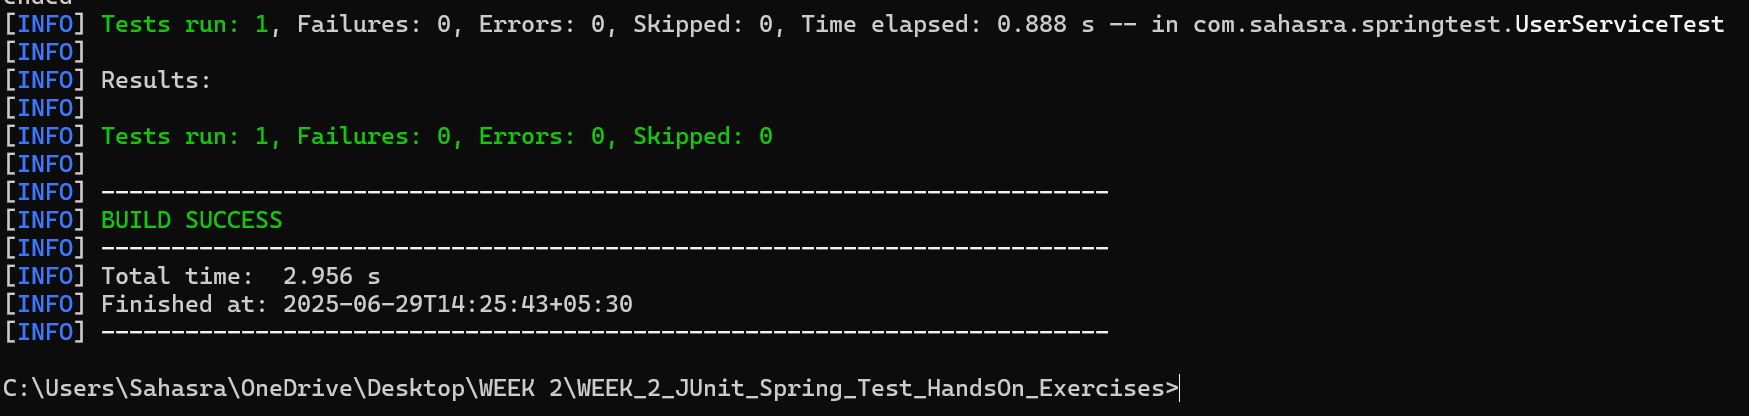 [INFO] Tests run: 1, Failures: 0, Errors: 0, Skipped: 0, Time elapsed: 0.888 s -- in com.sahasra.springtest.UserServiceTest
[INFO]
[INFO] Results:
[INFO]
[INFO] Tests run: 1, Failures: 0, Errors: 0, Skipped: 0
[INFO]
[INFO] ------------------------------------------------------------------------
[INFO] BUILD SUCCESS
[INFO] ------------------------------------------------------------------------
[INFO] Total time:  2.956 s
[INFO] Finished at: 2025-06-29T14:25:43+05:30
[INFO] ------------------------------------------------------------------------
C:\Users\Sahasra\OneDrive\Desktop\WEEK 2\WEEK_2_JUnit_Spring_Test_HandsOn_Exercises>